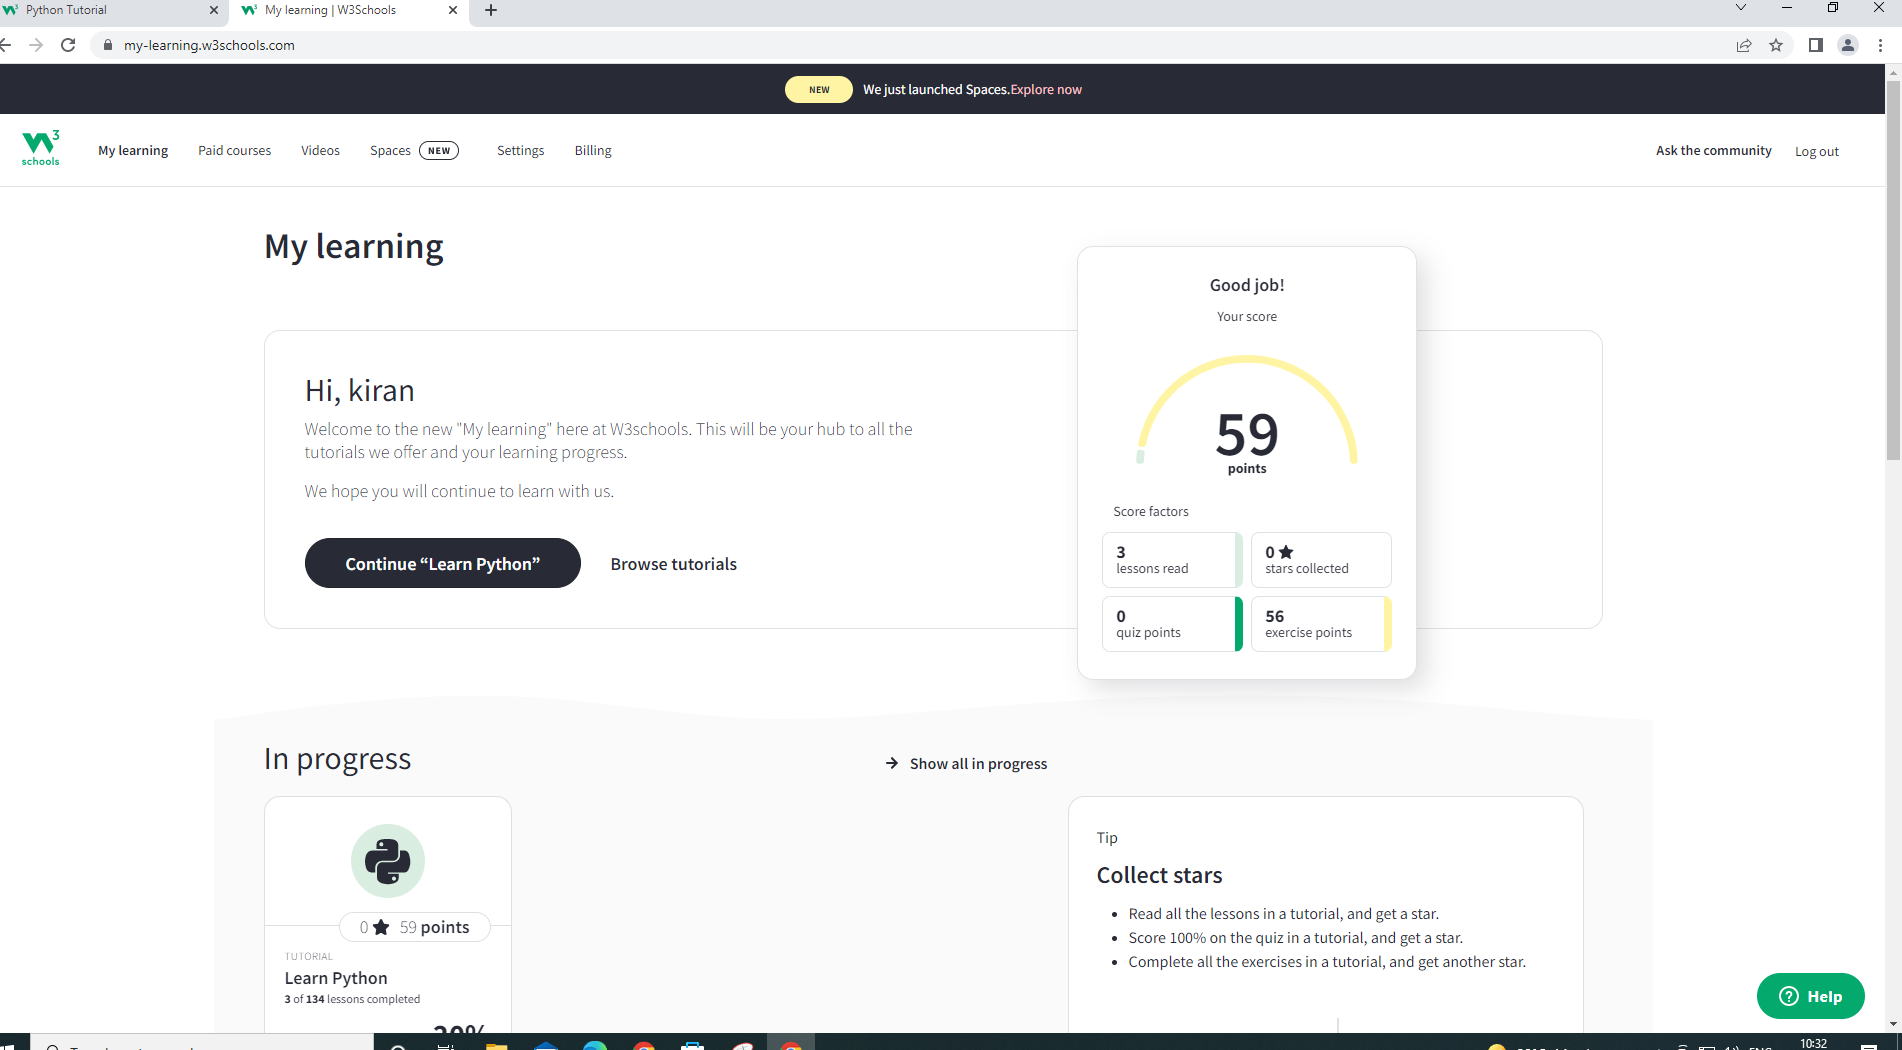 Python Tutorial
My learning | W3Schools
my-learning.w3schools.com
NEW We just launched Spaces.Explore now
W3
schools
My learning Paid courses Videos Spaces NEW Settings Billing Ask the community Log out
My learning
Hi, kiran
Welcome to the new "My learning" here at W3schools. This will be your hub to all the
tutorials we offer and your learning progress.
We hope you will continue to learn with us.
Continue “Learn Python” Browse tutorials
Good job!
Your score
59
points
Score factors
3
lessons read
0 ★
stars collected
0
quiz points
56
exercise points
In progress
Show all in progress
0 ★ 59 points
TUTORIAL
Learn Python
3 of 134 lessons completed
Tip
Collect stars
• Read all the lessons in a tutorial, and get a star.
• Score 100% on the quiz in a tutorial, and get a star.
• Complete all the exercises in a tutorial, and get another star.
Help
10:32